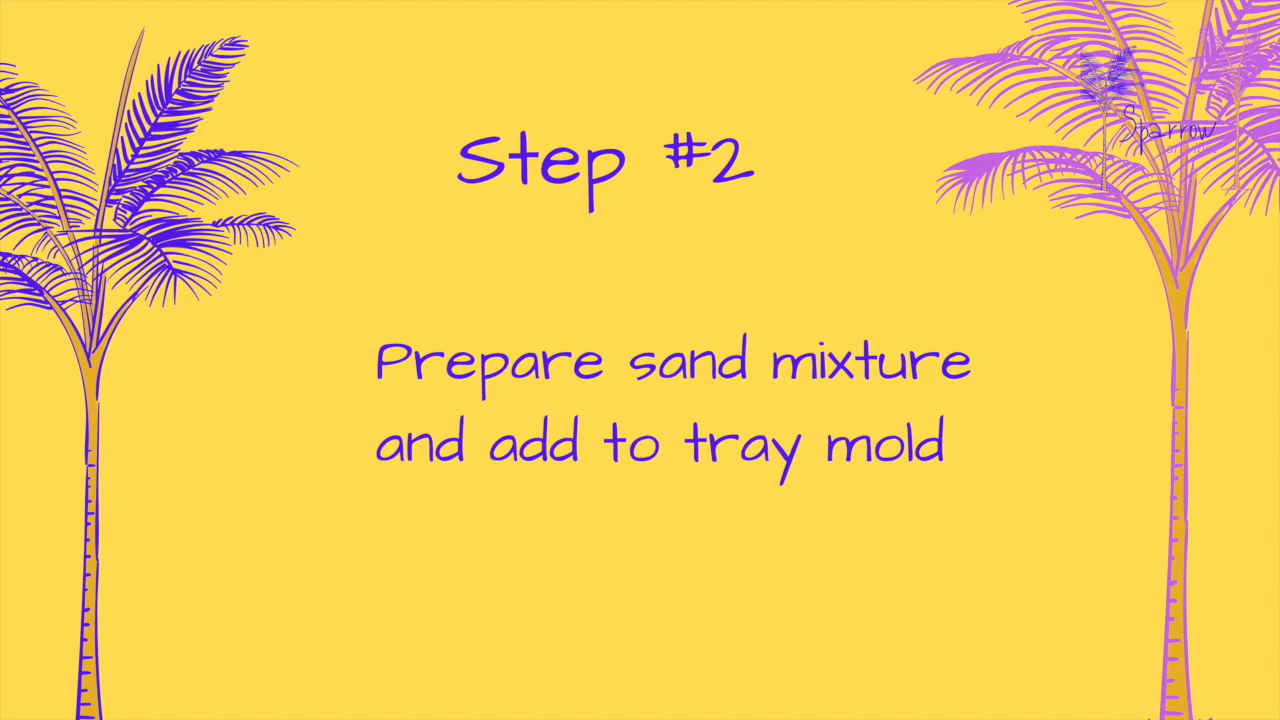 Step #2
Sparrow
Prepare sand mixture
and add to tray mold